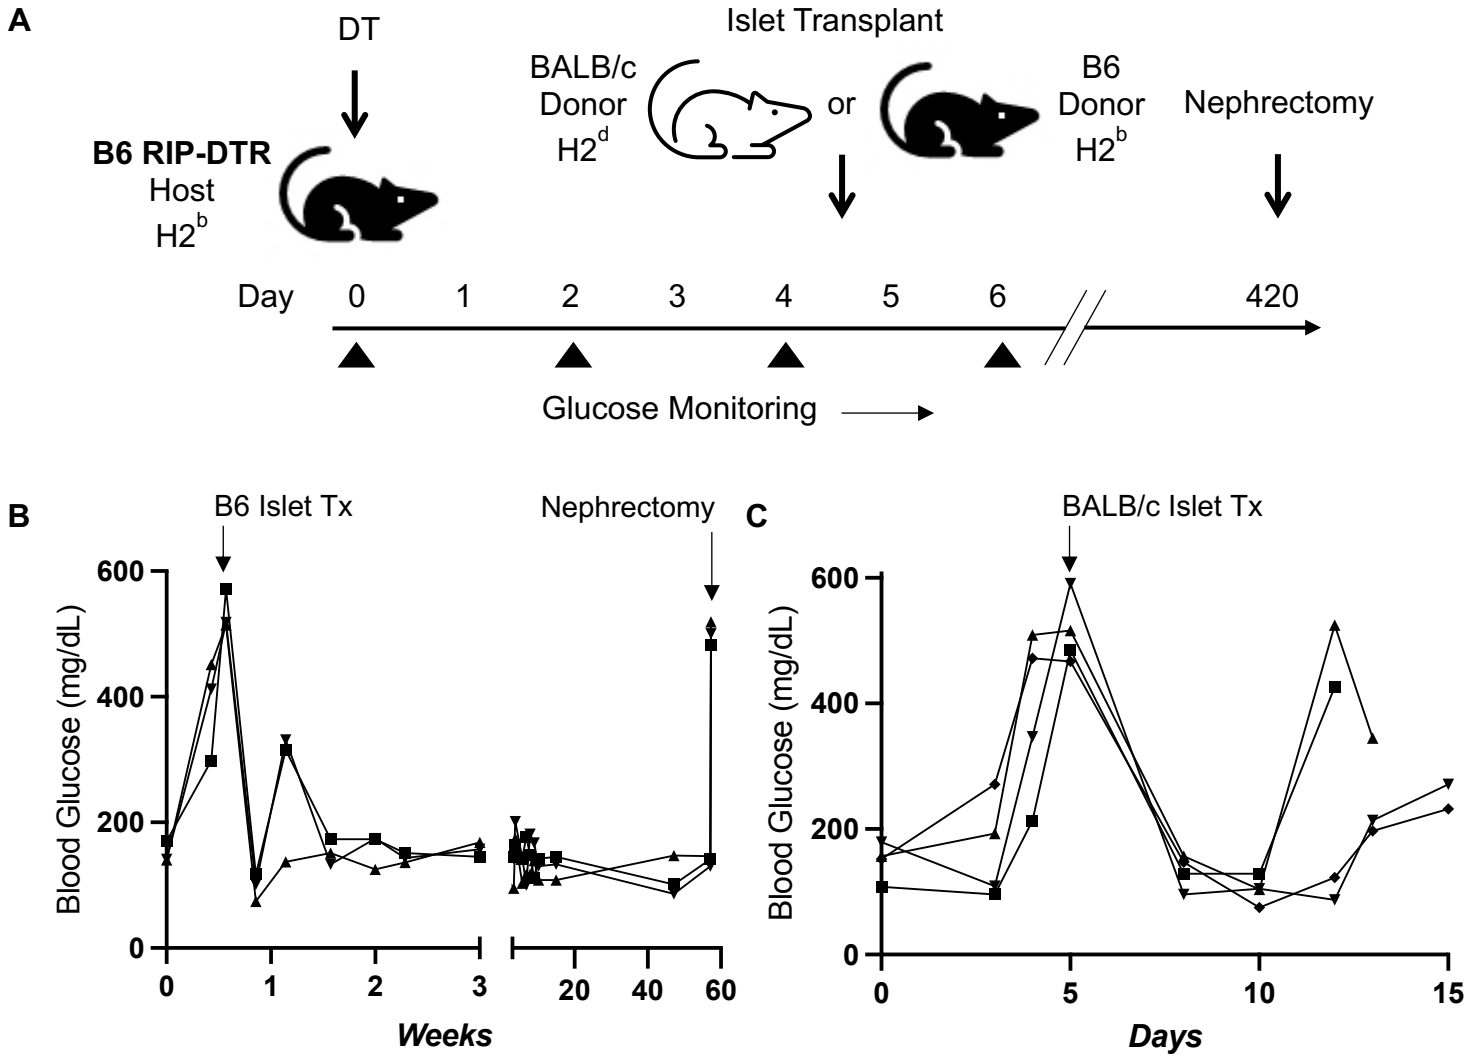 A
DT
B6 RIP-DTR
Host
H2b
Islet Transplant
BALB/c
Donor
H2d
or
B6
Donor
H2b
Nephrectomy
Day 0 1 2 3 4 5 6 420
Glucose Monitoring
B
B6 Islet Tx
Nephrectomy
Blood Glucose (mg/dL)
600
400
200
0
0 1 2 3 20 40 60
Weeks
C
BALB/c Islet Tx
Blood Glucose (mg/dL)
600
400
200
0
0 5 10 15
Days